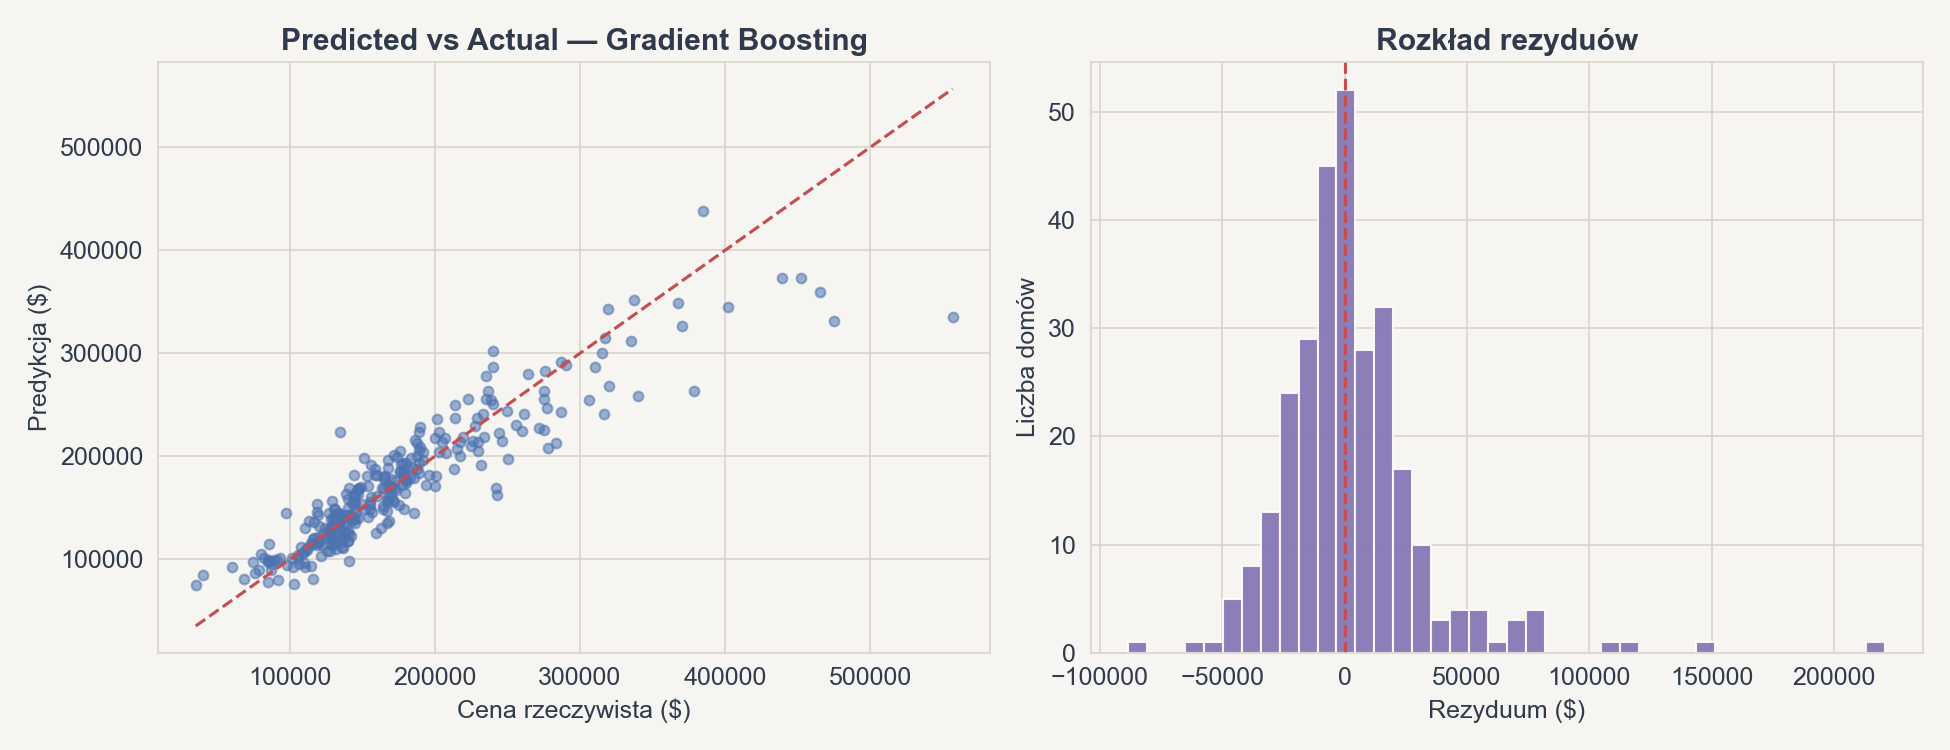 Predicted vs Actual — Gradient Boosting
Predykcja ($)
500000
400000
300000
200000
100000
100000 200000 300000 400000 500000
Cena rzeczywista ($)
Rozkład rezyduów
Liczba domów
50
40
30
20
10
0
−100000 −50000 0 50000 100000 150000 200000
Rezyduum ($)